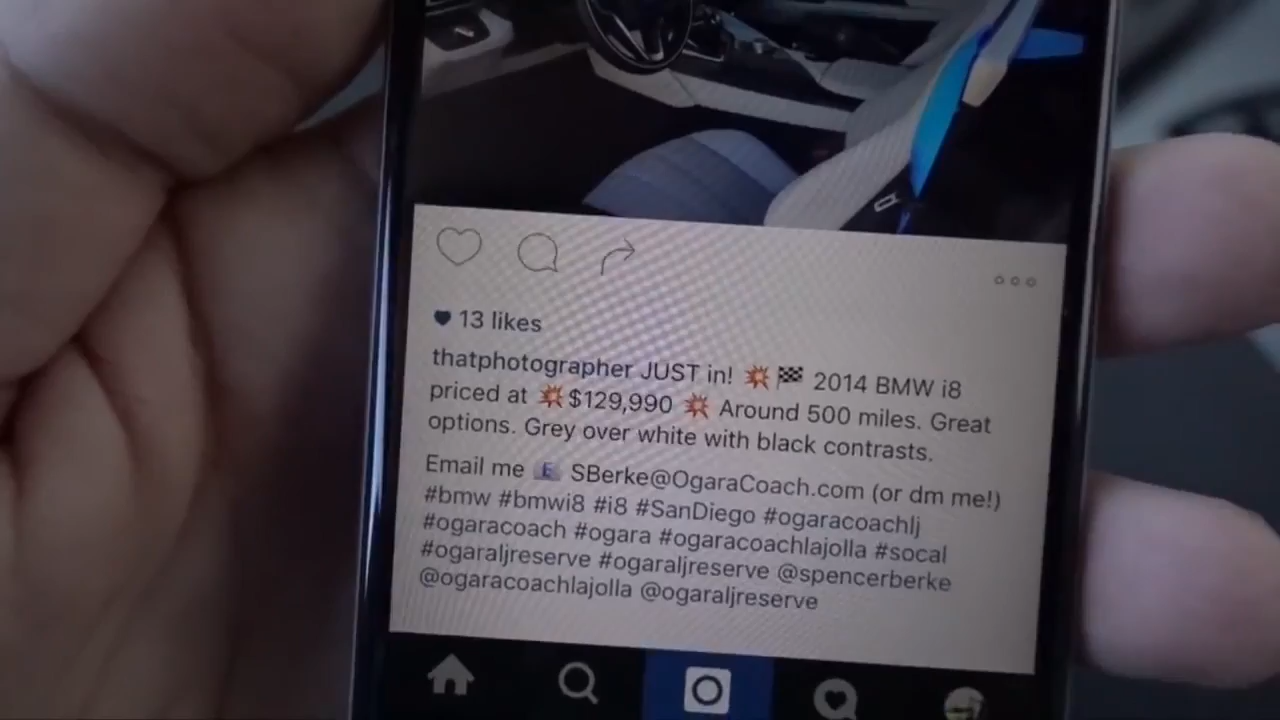 13 likes
thatphotographer JUST in! 💥🏁 2014 BMW i8
priced at 💥$129,990 💥 Around 500 miles. Great
options. Grey over white with black contrasts.
Email me 📧 SBerke@OgaraCoach.com (or dm me!)
#bmw #bmwi8 #i8 #SanDiego #ogaracoachlj
#ogaracoach #ogara #ogaracoachlajolla #socal
#ogaraljreserve #ogaraljreserve @spencerberke
@ogaracoachlajolla @ogaraljreserve